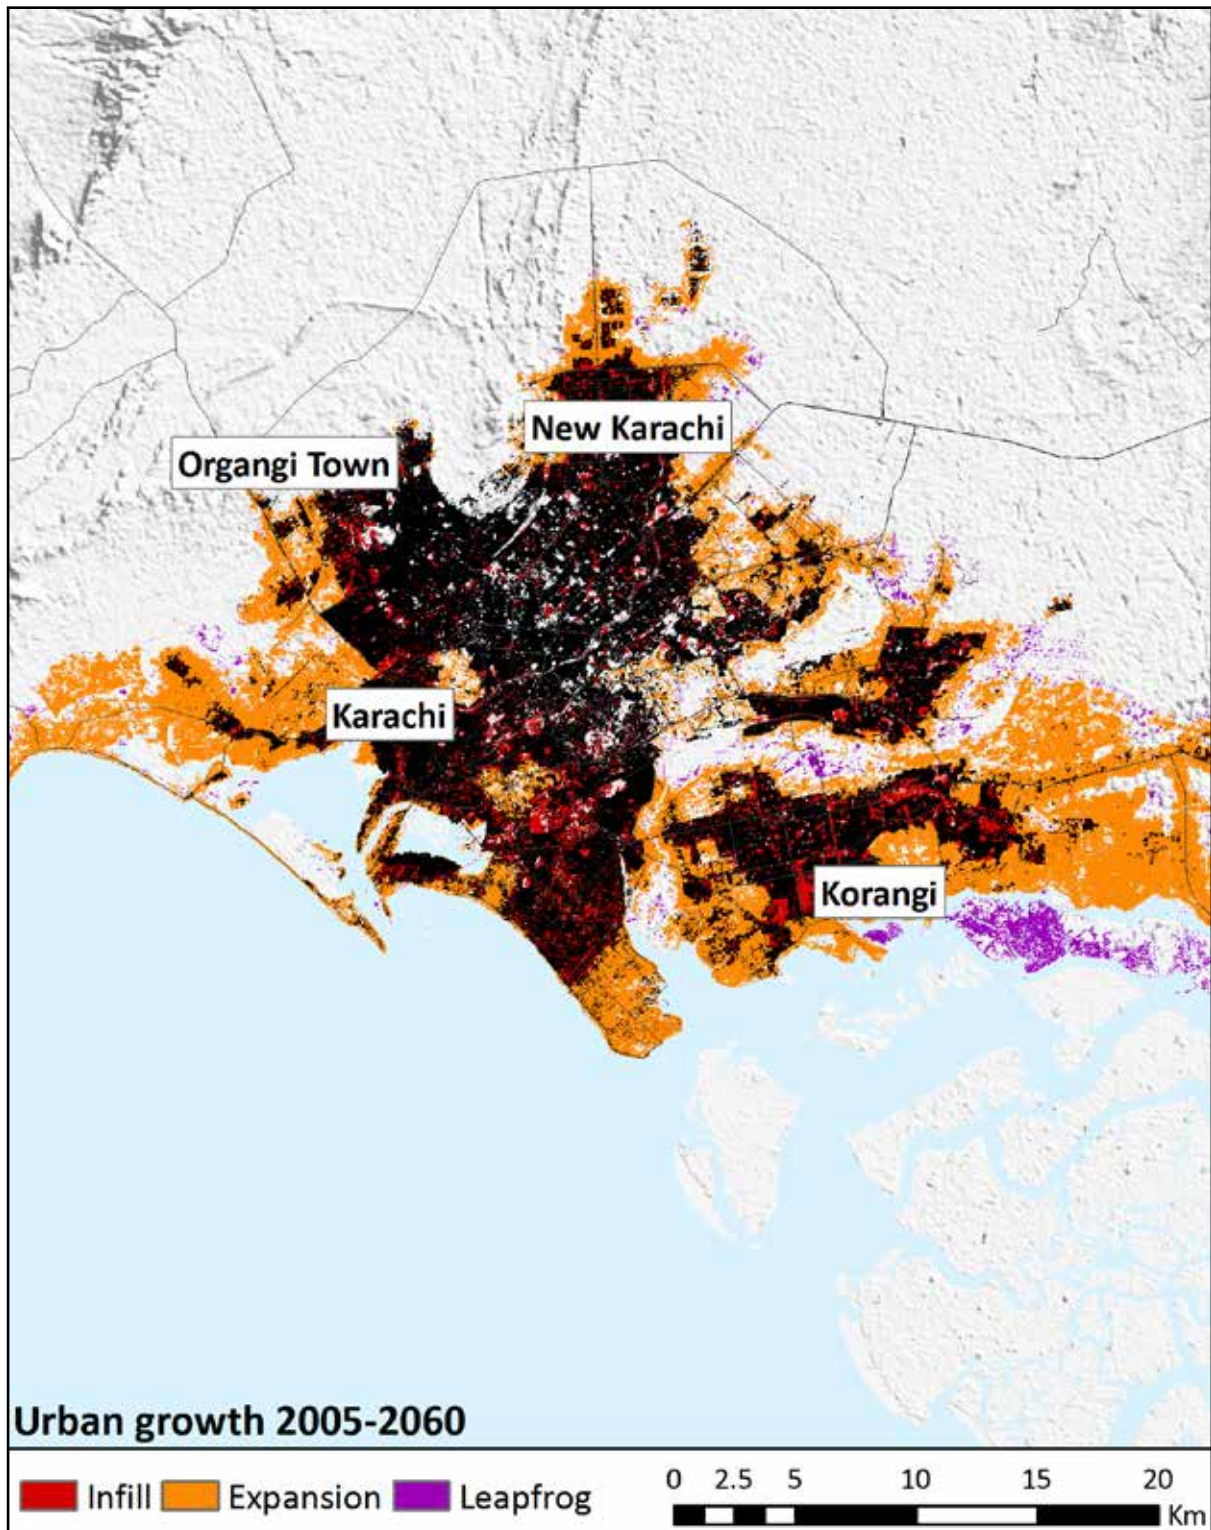 New Karachi
Organgi Town
Karachi
Korangi
Urban growth 2005-2060
Infill Expansion Leapfrog
0 2.5 5 10 15 20
Km